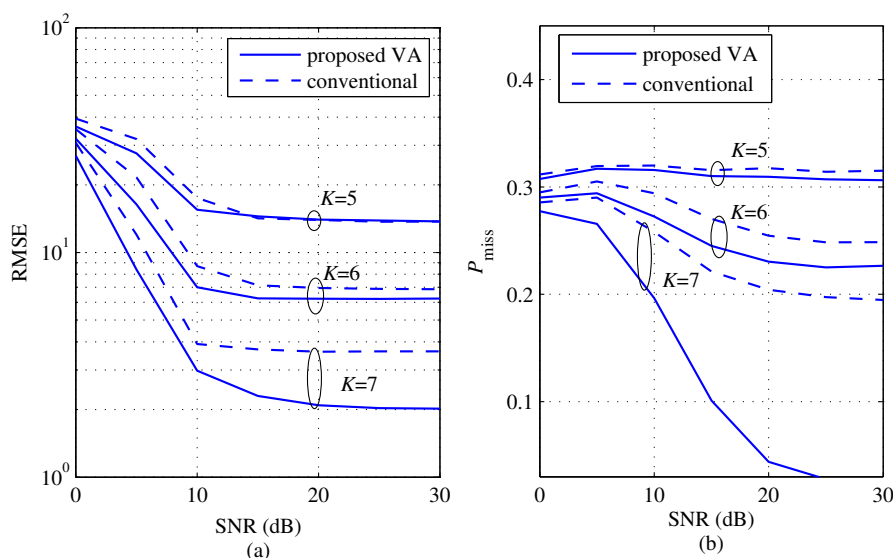 10²
10¹
10⁰
RMSE
0
10
20
30
SNR (dB)
(a)
proposed VA
conventional
K=5
K=6
K=7
0.4
0.3
0.2
0.1
P_miss
0
10
20
30
SNR (dB)
(b)
proposed VA
conventional
K=5
K=6
K=7